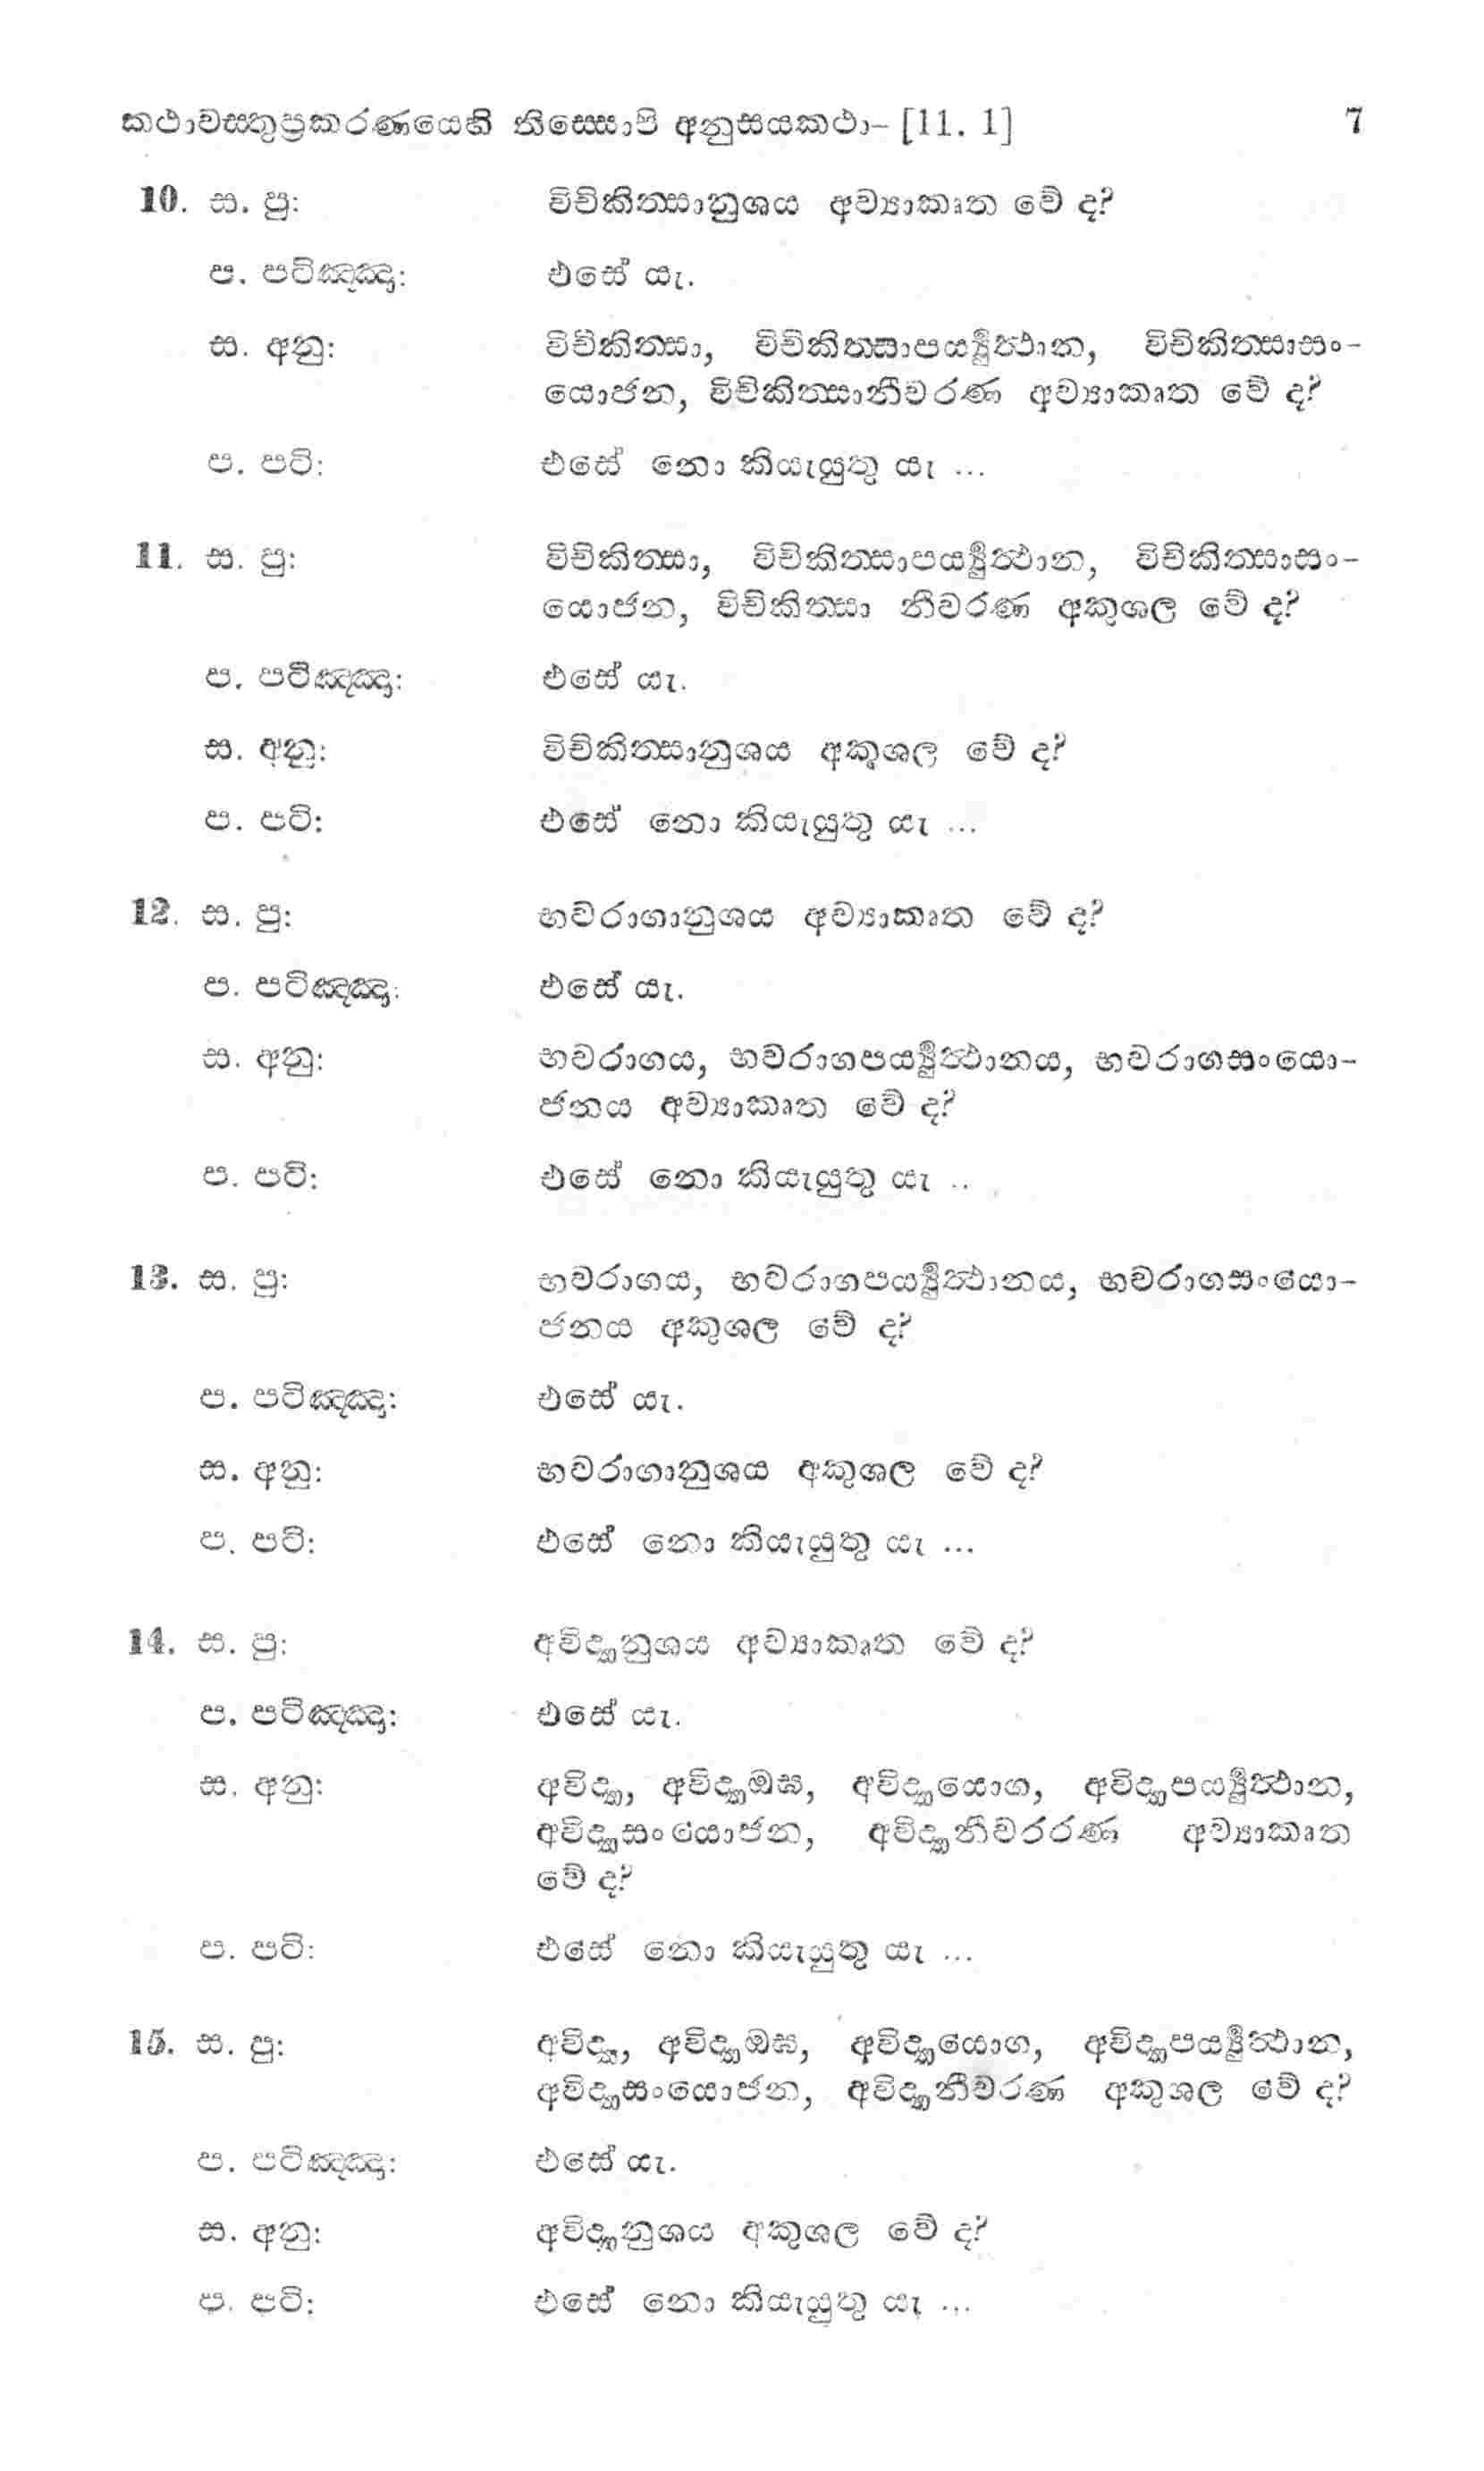 කථාවස්තුප්‍රකරණයෙහි තිස්සොපි අනුසයකථා- [11. 1] 7
10. ස. පු: විචිකිත්සානුශය අව්‍යාකෘත වේ ද?
ප. පටිඤ්ඤා: එසේ යැ.
ස. අනු: විචිකිත්සා, විචිකිත්සාපර්‍ය්‍යුත්ථාන, විචිකිත්සාසං-
යොජන, විචිකිත්සානීවරණ අව්‍යාකෘත වේ ද?
ප. පටි: එසේ නො කියැයුතු යැ ...
11. ස. පු: විචිකිත්සා, විචිකිත්සාපර්‍ය්‍යුත්ථාන, විචිකිත්සාසං-
යොජන, විචිකිත්සා නීවරණ අකුශල වේ ද?
ප. පටිඤ්ඤා: එසේ යැ.
ස. අනු: විචිකිත්සානුශය අකුශල වේ ද?
ප. පටි: එසේ නො කියැයුතු යැ ...
12. ස. පු: භවරාගානුශය අව්‍යාකෘත වේ ද?
ප. පටිඤ්ඤා: එසේ යැ.
ස. අනු: භවරාගය, භවරාගපර්‍ය්‍යුත්ථානය, භවරාගසංයො-
ජනය අව්‍යාකෘත වේ ද?
ප. පටි: එසේ නො කියැයුතු යැ ..
13. ස. පු: භවරාගය, භවරාගපර්‍ය්‍යුත්ථානය, භවරාගසංයො-
ජනය අකුශල වේ ද?
ප. පටිඤ්ඤා: එසේ යැ.
ස. අනු: භවරාගානුශය අකුශල වේ ද?
ප. පටි: එසේ නො කියැයුතු යැ ...
14. ස. පු: අවිද්‍යානුශය අව්‍යාකෘත වේ ද?
ප. පටිඤ්ඤා: එසේ යැ.
ස. අනු: අවිද්‍යා, අවිද්‍යාඔඝ, අවිද්‍යායොග, අවිද්‍යාපර්‍ය්‍යුත්ථාන,
අවිද්‍යාසංයොජන, අවිද්‍යානීවරරණ අව්‍යාකෘත
වේ ද?
ප. පටි: එසේ නො කියැයුතු යැ ...
15. ස. පු: අවිද්‍යා, අවිද්‍යාඔඝ, අවිද්‍යායොග, අවිද්‍යාපර්‍ය්‍යුත්ථාන,
අවිද්‍යාසංයොජන, අවිද්‍යානීවරණ අකුශල වේ ද?
ප. පටිඤ්ඤා: එසේ යැ.
ස. අනු: අවිද්‍යානුශය අකුශල වේ ද?
ප. පටි: එසේ නො කියැයුතු යැ ...